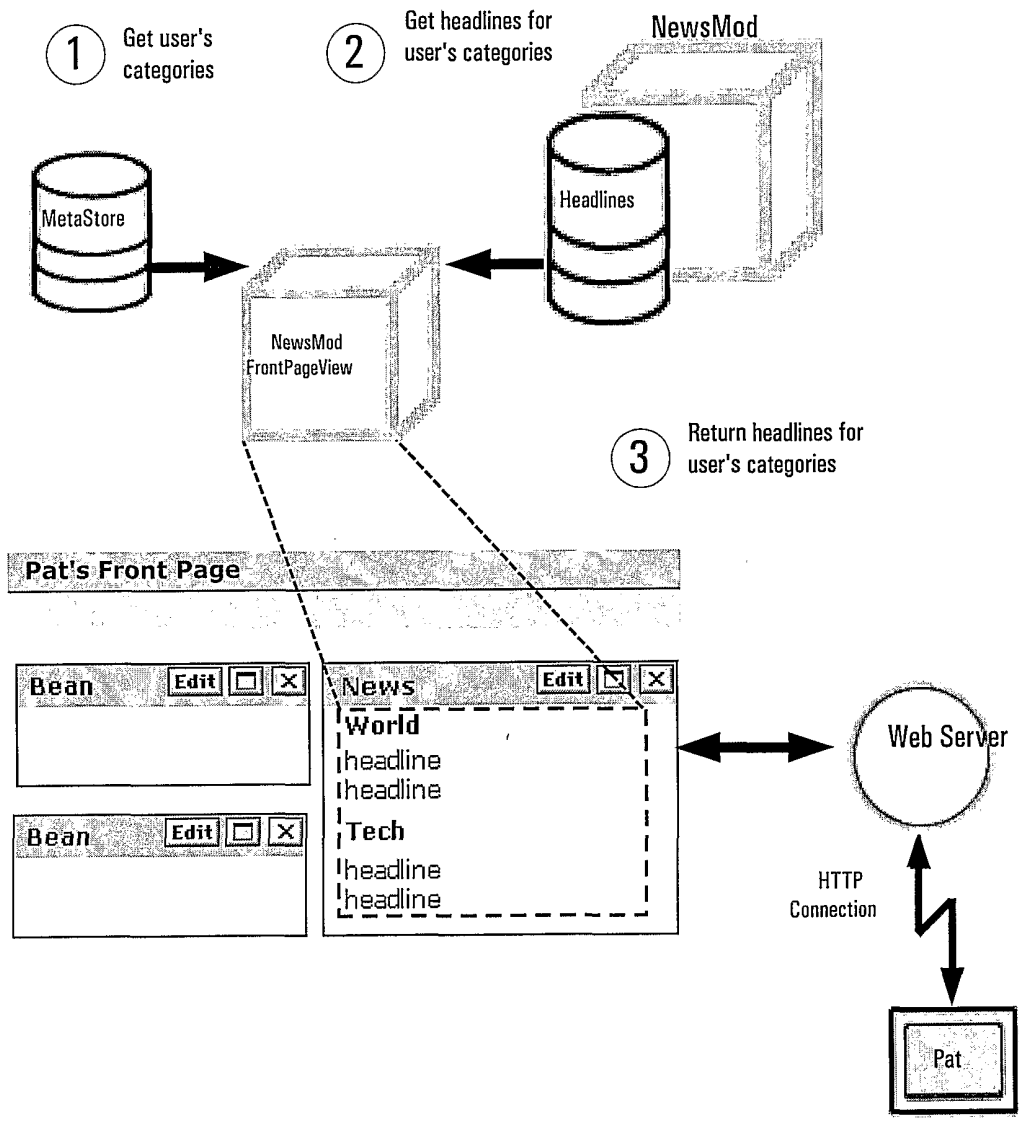 1
Get user's
categories
2
Get headlines for
user's categories
NewsMod
MetaStore
Headlines
NewsMod
FrontPageView
3
Return headlines for
user's categories
Pat's Front Page
Bean Edit
News Edit
World
headline
headline
Tech
headline
headline
Bean Edit
Web Server
HTTP
Connection
Pat